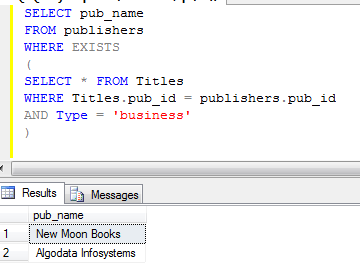 SELECT pub_name
FROM publishers
WHERE EXISTS
(
SELECT * FROM Titles
WHERE Titles.pub_id = publishers.pub_id
AND Type = 'business'
)
Results Messages
pub_name
1 New Moon Books
2 Algodata Infosystems